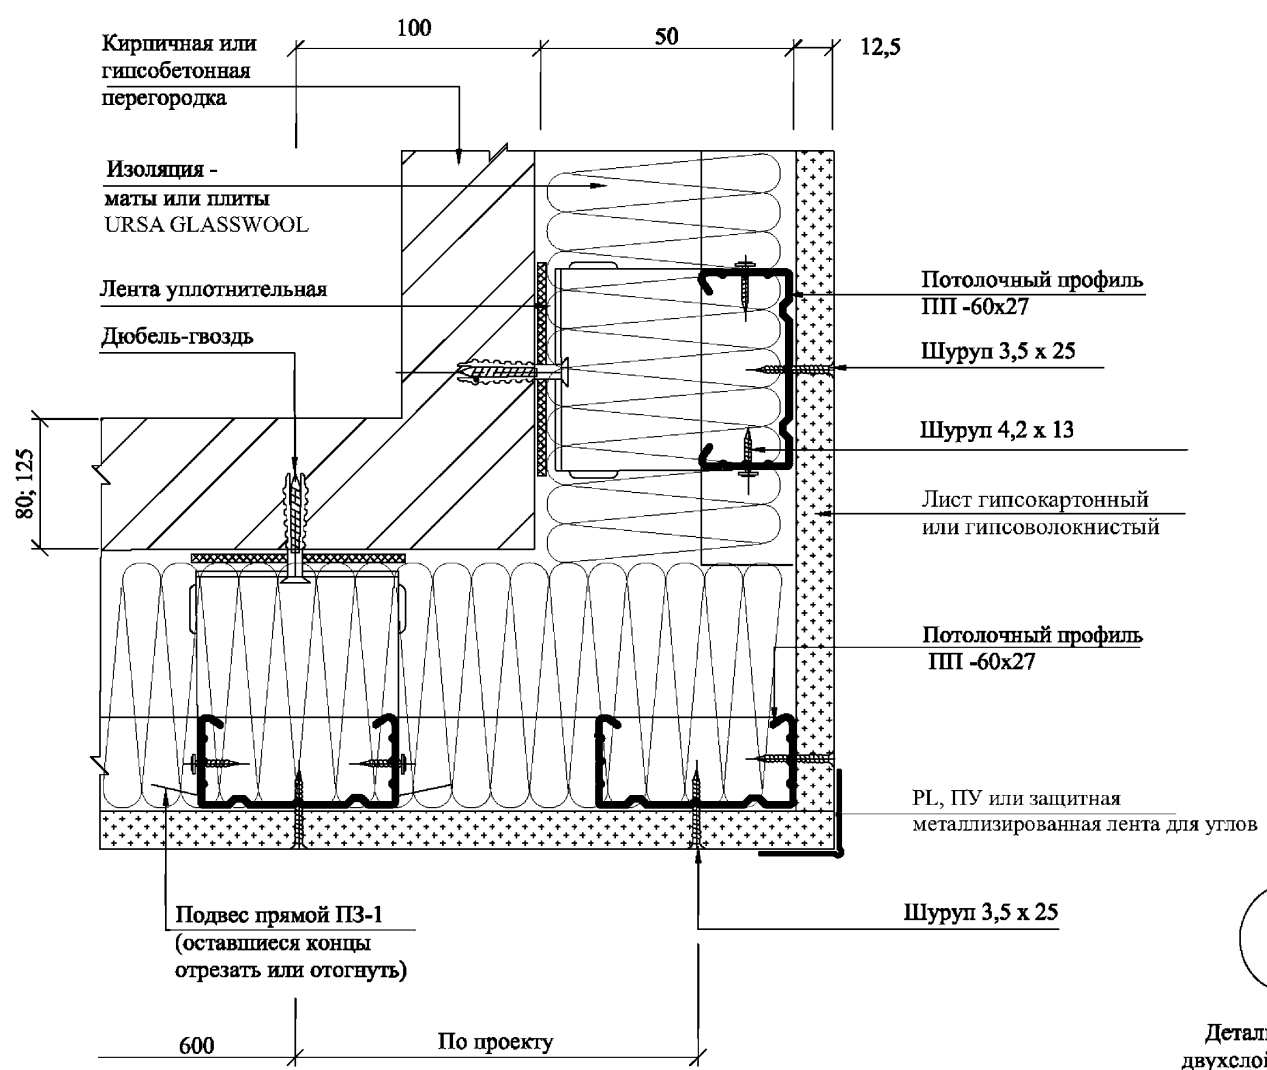 100
50
12,5
Кирпичная или
гипсобетонная
перегородка
Изоляция -
маты или плиты
URSA GLASSWOOL
Лента уплотнительная
Дюбель-гвоздь
80; 125
Потолочный профиль
ПП -60х27
Шуруп 3,5 х 25
Шуруп 4,2 х 13
Лист гипсокартонный
или гипсоволокнистый
Потолочный профиль
ПП -60х27
PL, ПУ или защитная
металлизированная лента для углов
Подвес прямой ПЗ-1
(оставшиеся концы
отрезать или отогнуть)
Шуруп 3,5 х 25
600
По проекту